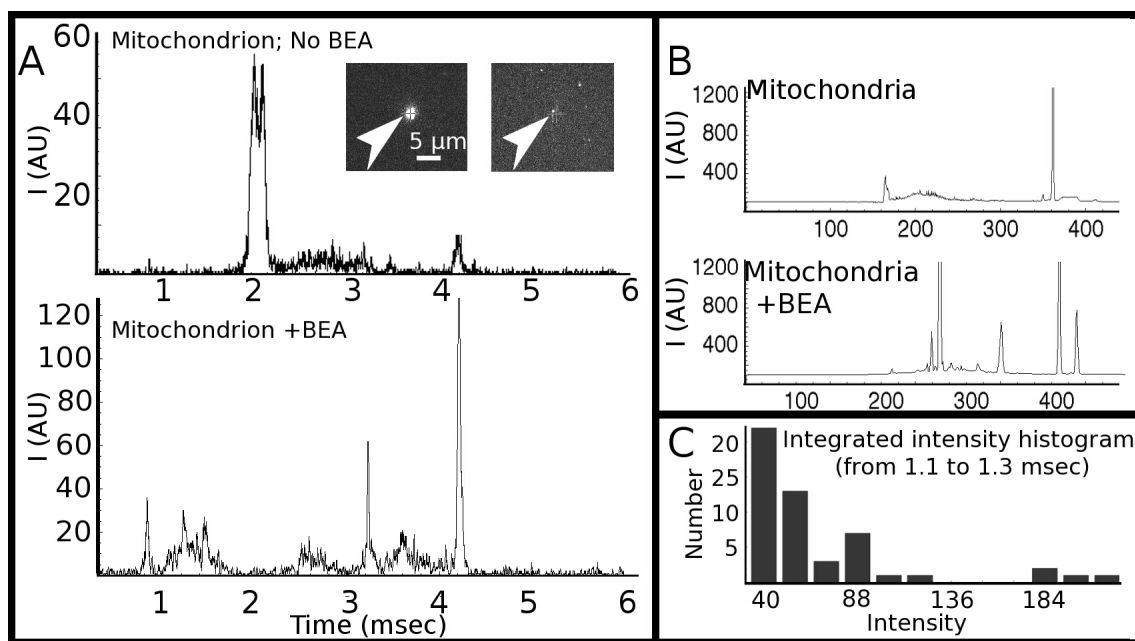 A
Mitochondrion; No BEA
60
40
20
I (AU)
5 µm
1 2 3 4 5 6
Mitochondrion +BEA
120
100
80
60
40
20
I (AU)
1 2 3 4 5 6
Time (msec)
B
Mitochondria
1200
800
400
I (AU)
100 200 300 400
Mitochondria
+BEA
1200
800
400
I (AU)
100 200 300 400
C
Integrated intensity histogram
(from 1.1 to 1.3 msec)
20
25
10
5
Number
40 88 136 184
Intensity